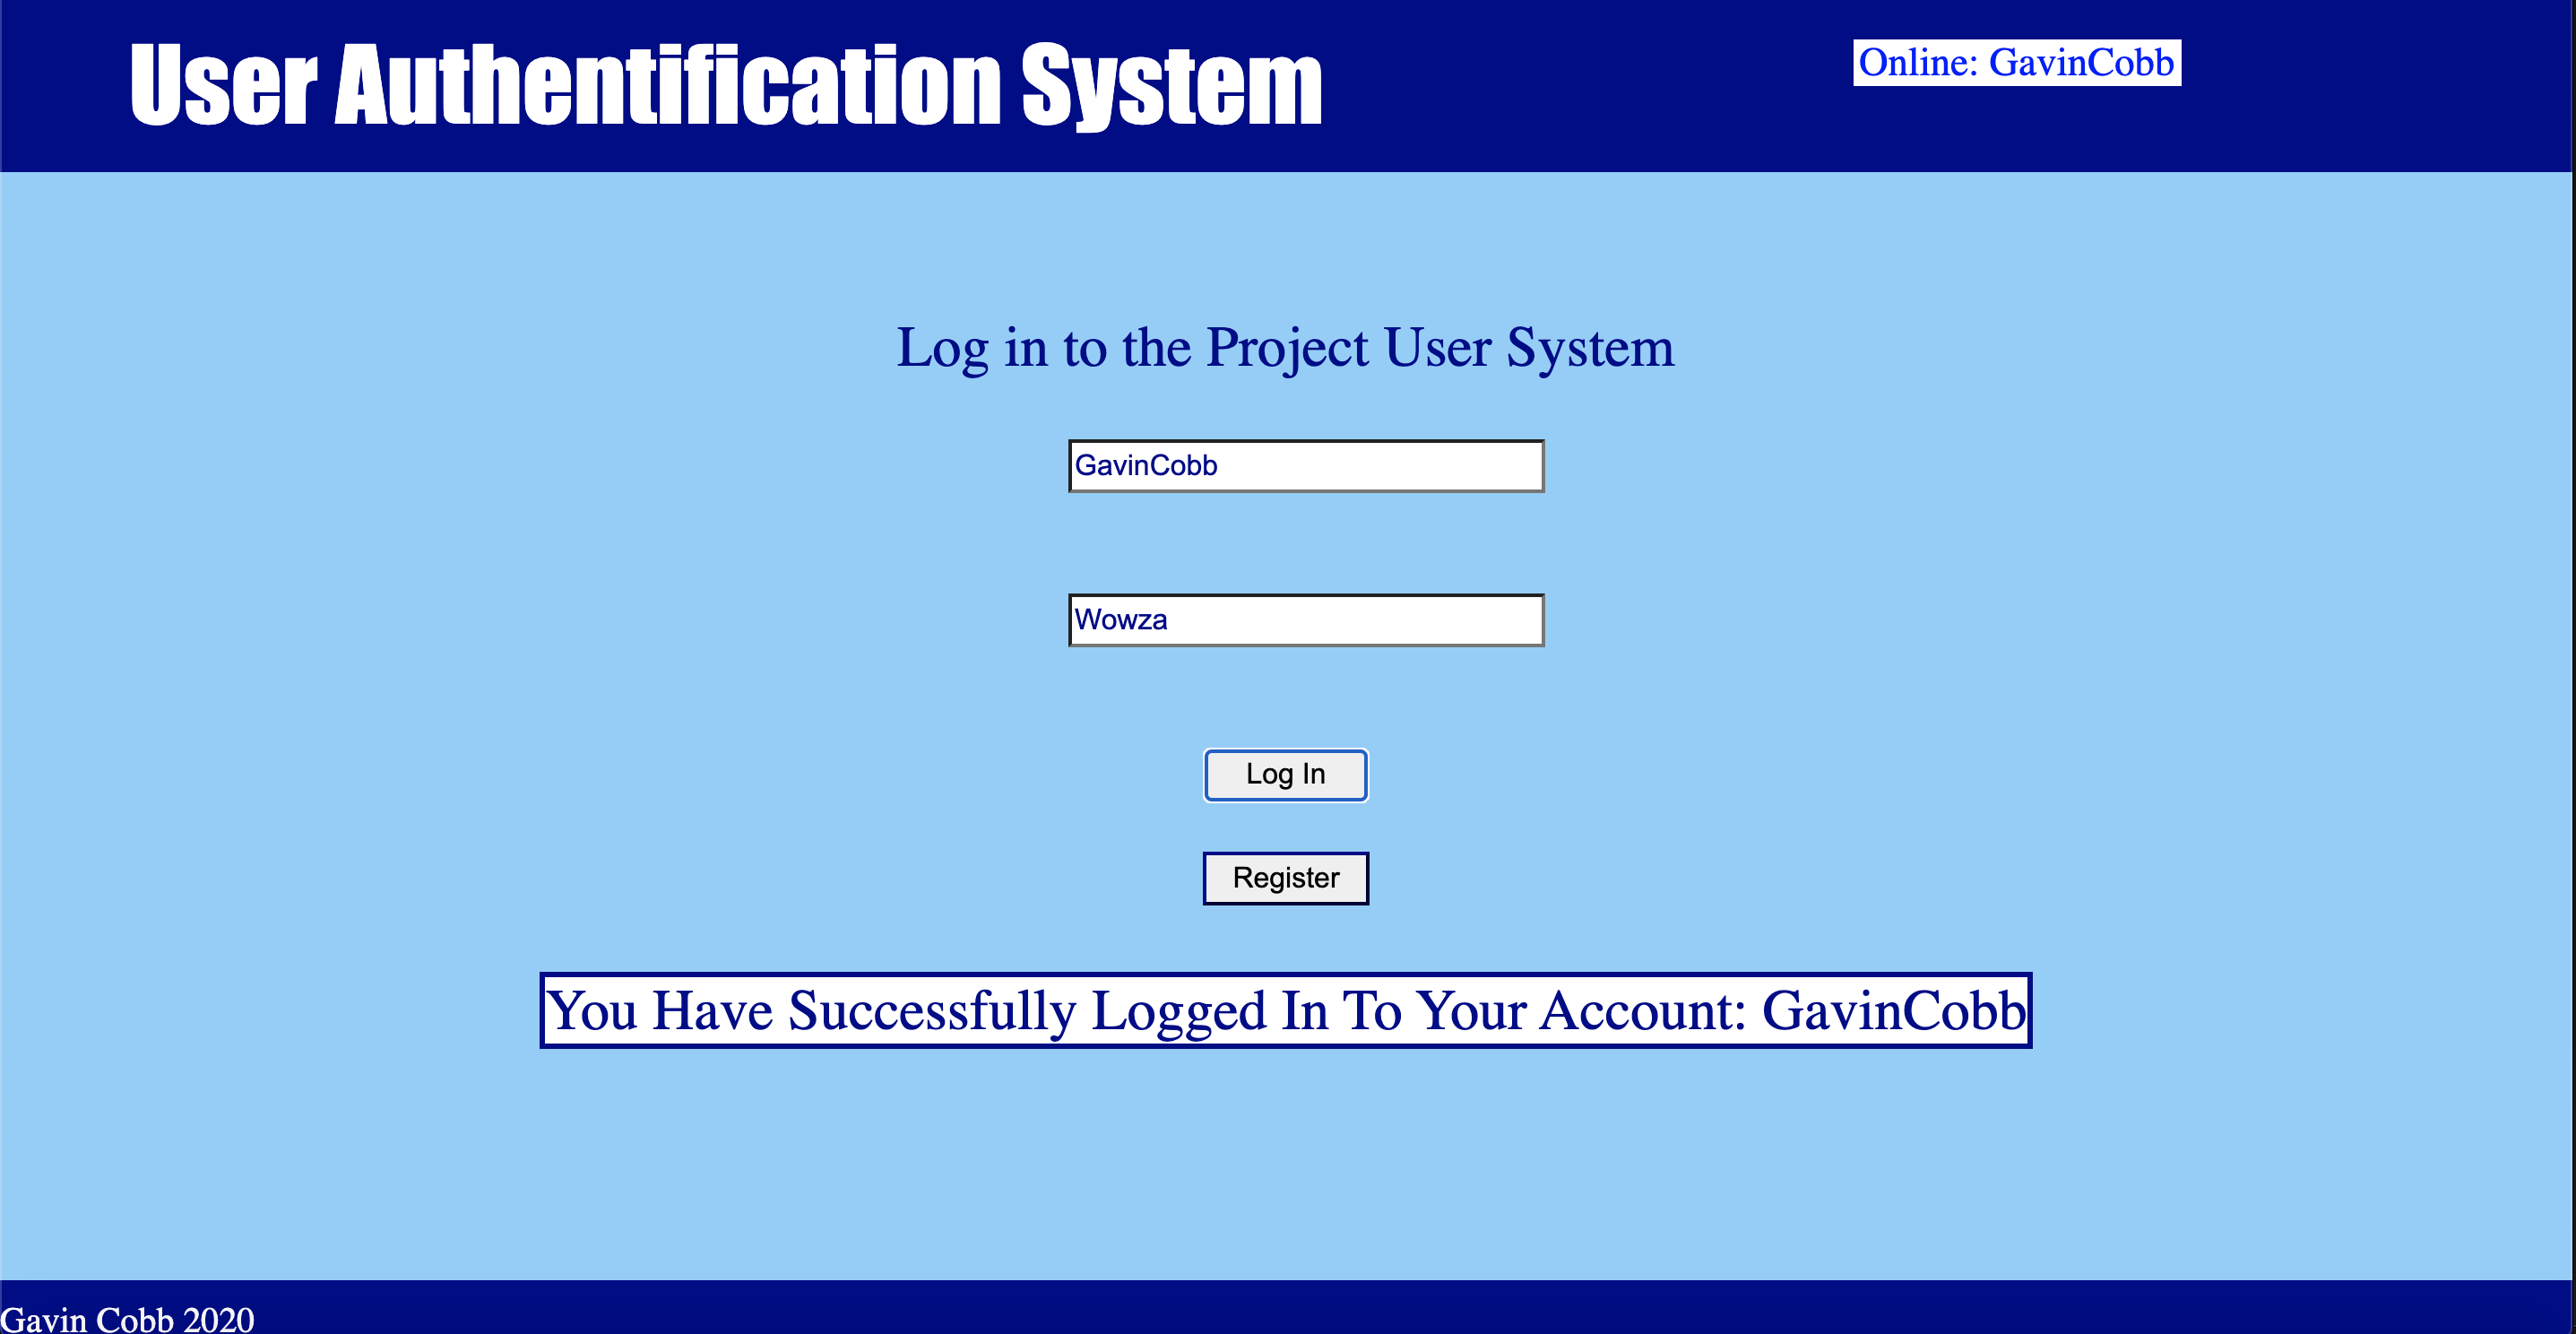 User Authentification System
Online: GavinCobb
Log in to the Project User System
GavinCobb
Wowza
Log In
Register
You Have Successfully Logged In To Your Account: GavinCobb
Gavin Cobb 2020